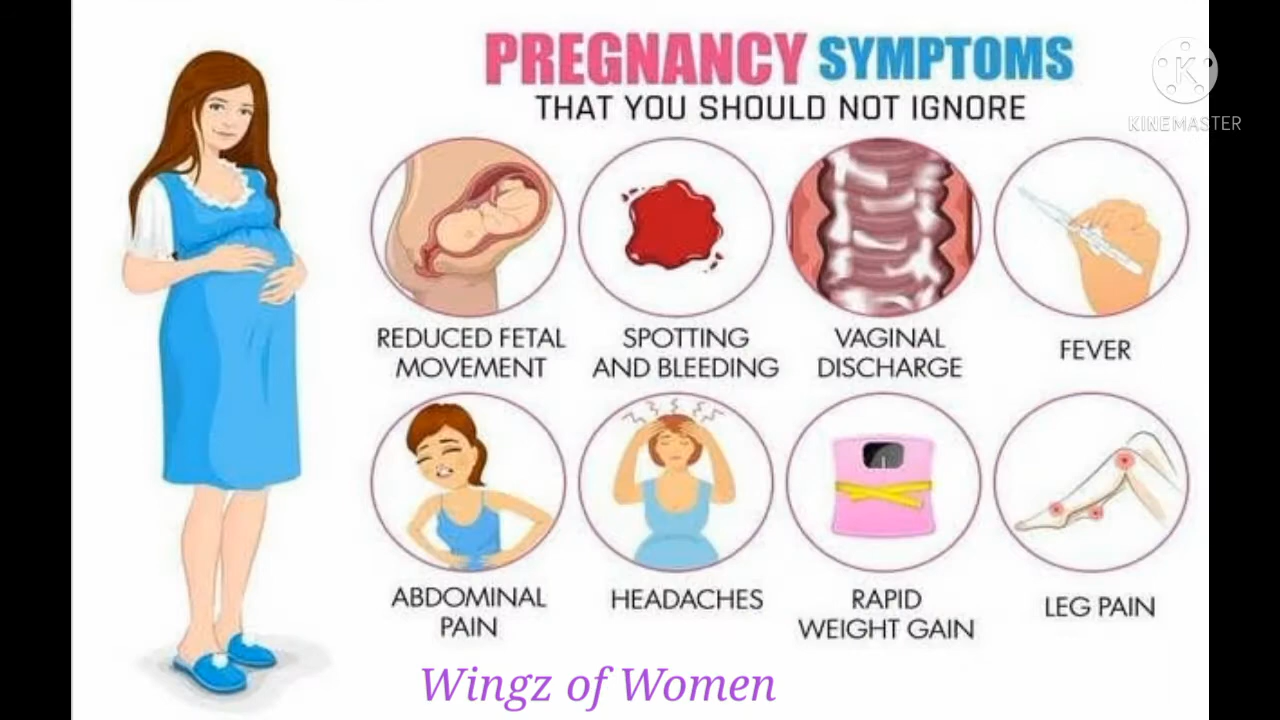 PREGNANCY SYMPTOMS
THAT YOU SHOULD NOT IGNORE
K
KINEMASTER
REDUCED FETAL
MOVEMENT
SPOTTING
AND BLEEDING
VAGINAL
DISCHARGE
FEVER
ABDOMINAL
PAIN
HEADACHES
RAPID
WEIGHT GAIN
LEG PAIN
Wingz of Women